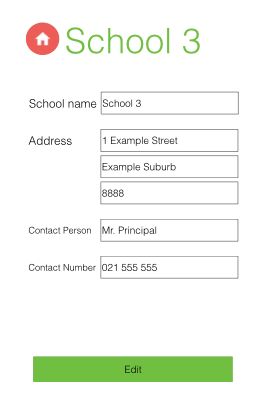 School 3
School name School 3
Address 1 Example Street
Example Suburb
8888
Contact Person Mr. Principal
Contact Number 021 555 555
Edit